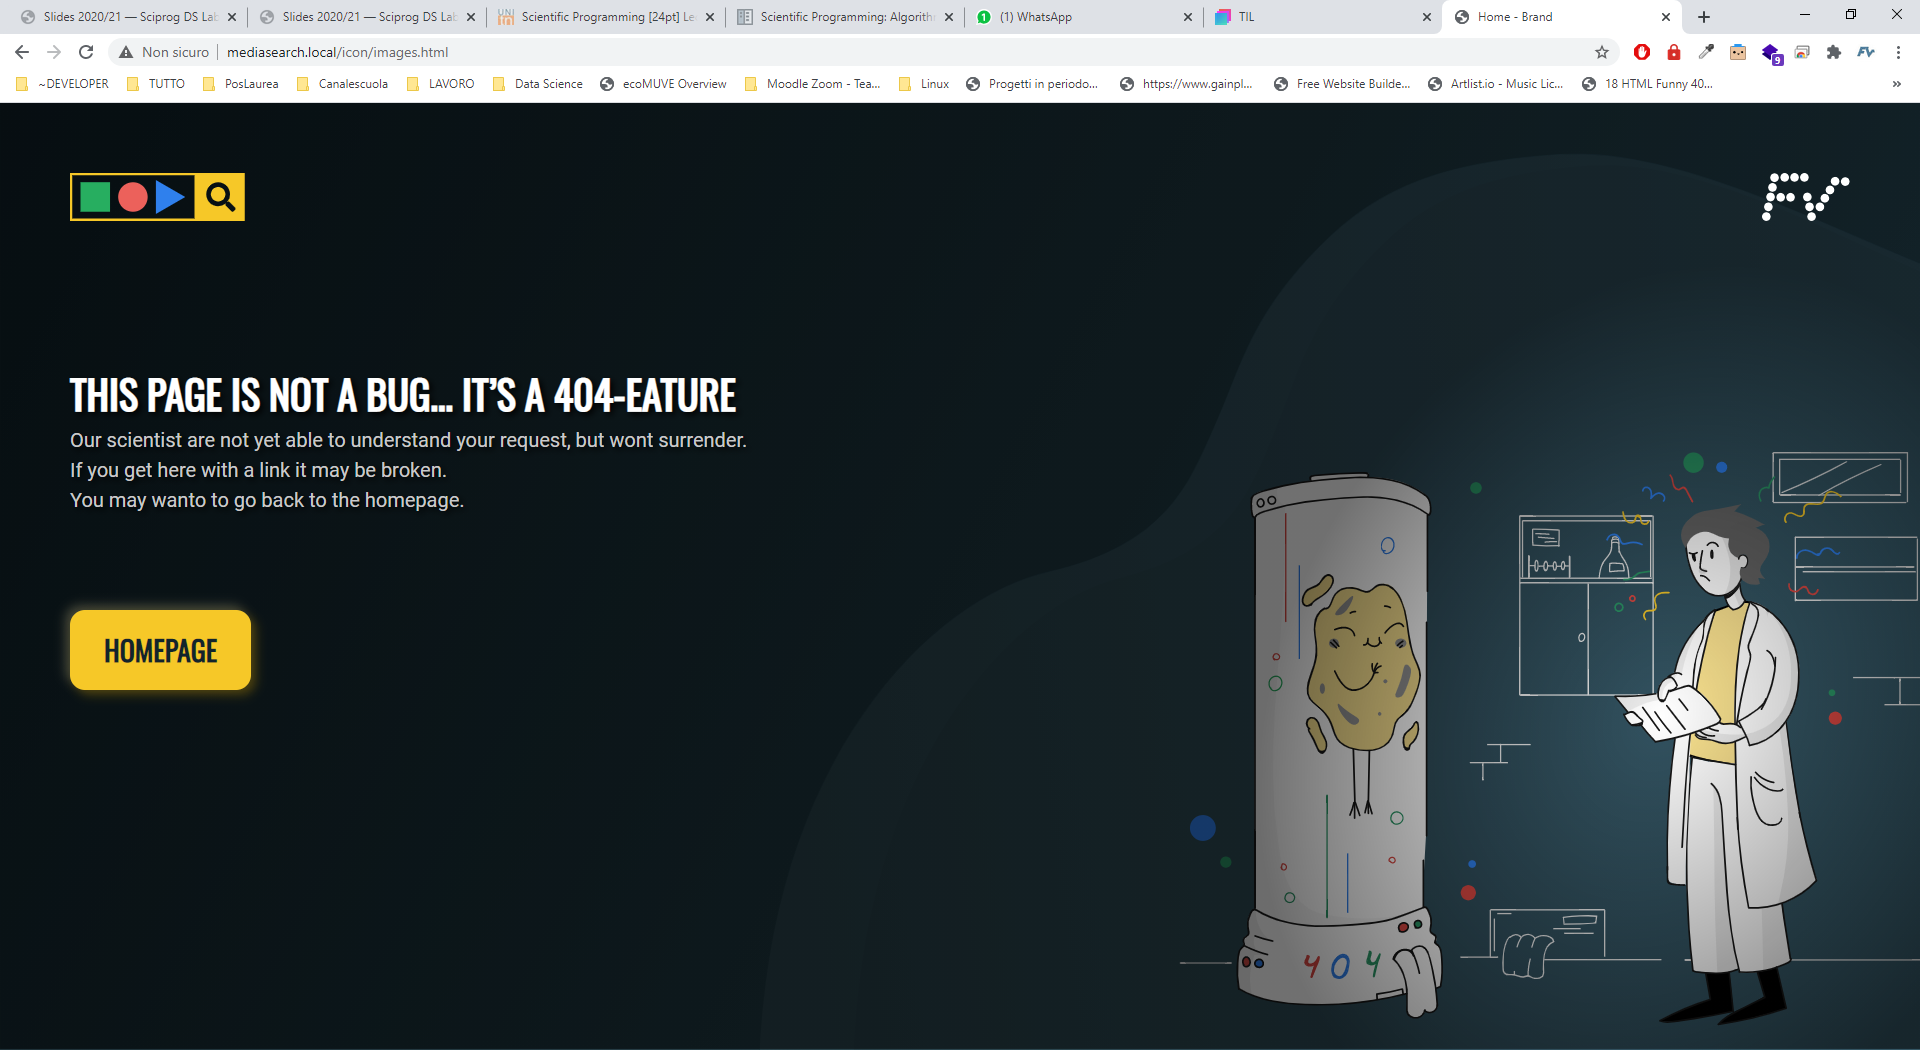 Slides 2020/21 — Sciprog DS Lab
Slides 2020/21 — Sciprog DS Lab
Scientific Programming [24pt] Le
Scientific Programming: Algorith
(1) WhatsApp
TIL
Home - Brand
Non sicuro
mediasearch.local/icon/images.html
9
~DEVELOPER
TUTTO
PosLaurea
Canalescuola
LAVORO
Data Science
ecoMUVE Overview
Moodle Zoom - Tea...
Linux
Progetti in periodo...
https://www.gainpl...
Free Website Builde...
Artlist.io - Music Lic...
18 HTML Funny 40...
»
FV
THIS PAGE IS NOT A BUG... IT’S A 404-EATURE
Our scientist are not yet able to understand your request, but wont surrender.
If you get here with a link it may be broken.
You may wanto to go back to the homepage.
HOMEPAGE
404